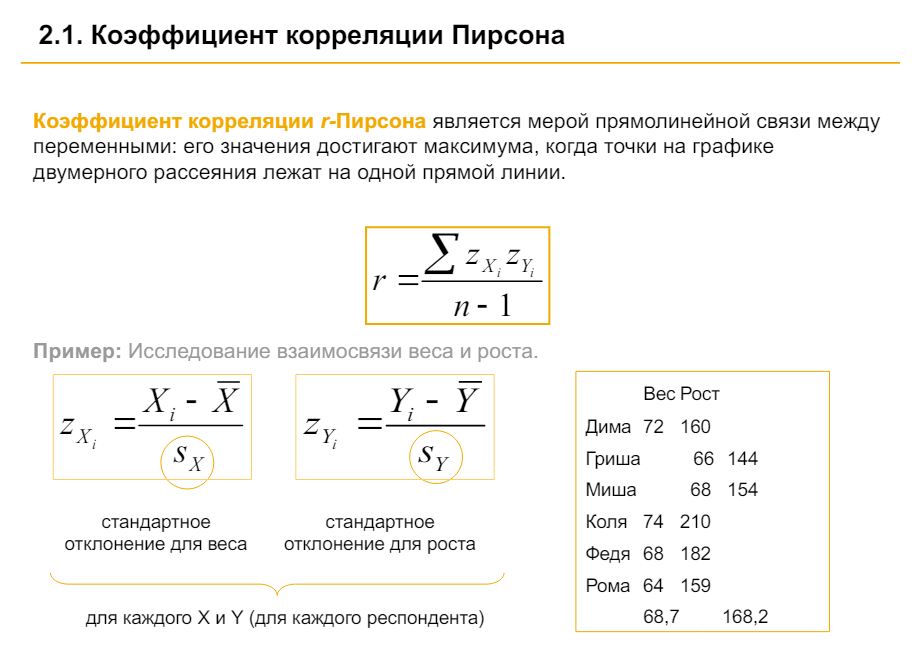 2.1. Коэффициент корреляции Пирсона
Коэффициент корреляции r-Пирсона является мерой прямолинейной связи между
переменными: его значения достигают максимума, когда точки на графике
двумерного рассеяния лежат на одной прямой линии.
r = ∑ z_{X_i} z_{Y_i} / n - 1
Пример: Исследование взаимосвязи веса и роста.
z_{X_i} = X_i - X̅ / s_X
z_{Y_i} = Y_i - Y̅ / s_Y
стандартное
отклонение для веса
стандартное
отклонение для роста
для каждого X и Y (для каждого респондента)
Вес Рост
Дима 72 160
Гриша 66 144
Миша 68 154
Коля 74 210
Федя 68 182
Рома 64 159
68,7 168,2